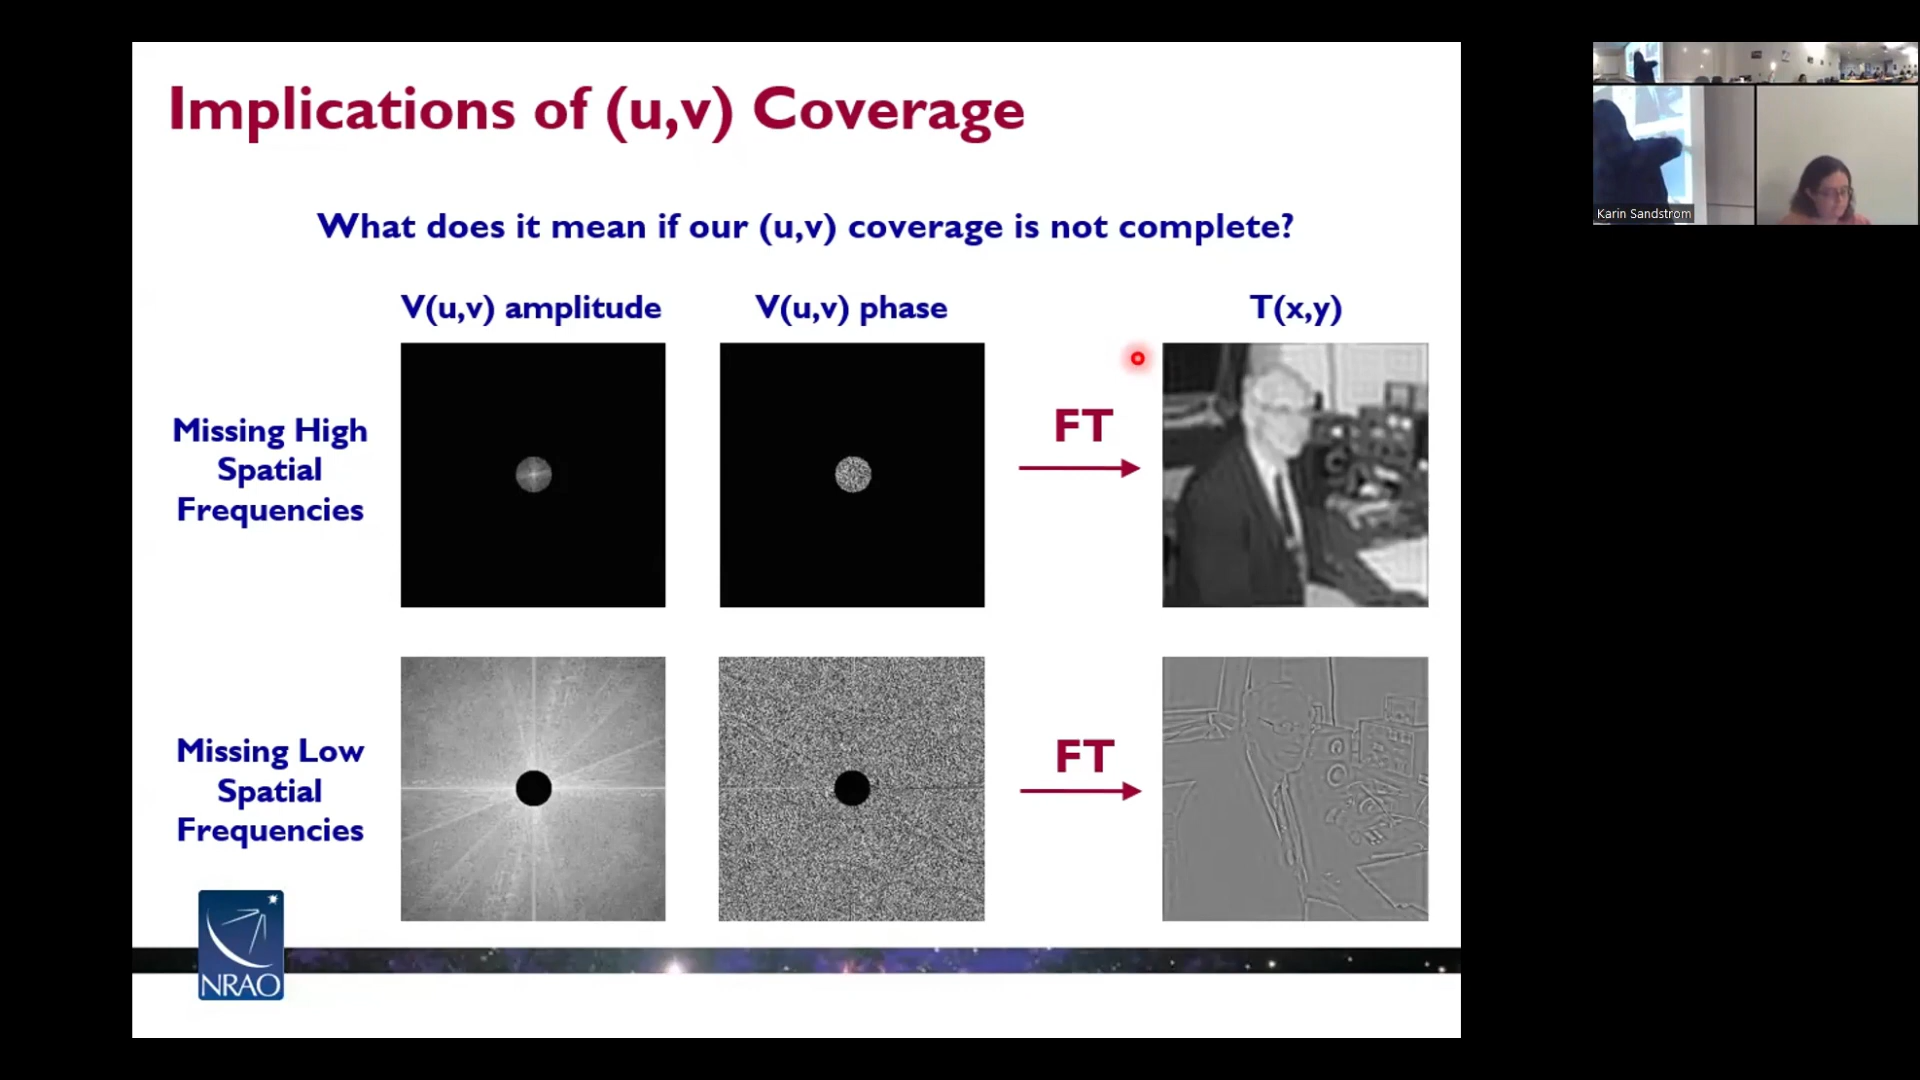 Implications of (u,v) Coverage
Karin Sandstrom
What does it mean if our (u,v) coverage is not complete?
V(u,v) amplitude
V(u,v) phase
T(x,y)
Missing High
Spatial
Frequencies
FT
Missing Low
Spatial
Frequencies
FT
NRAO